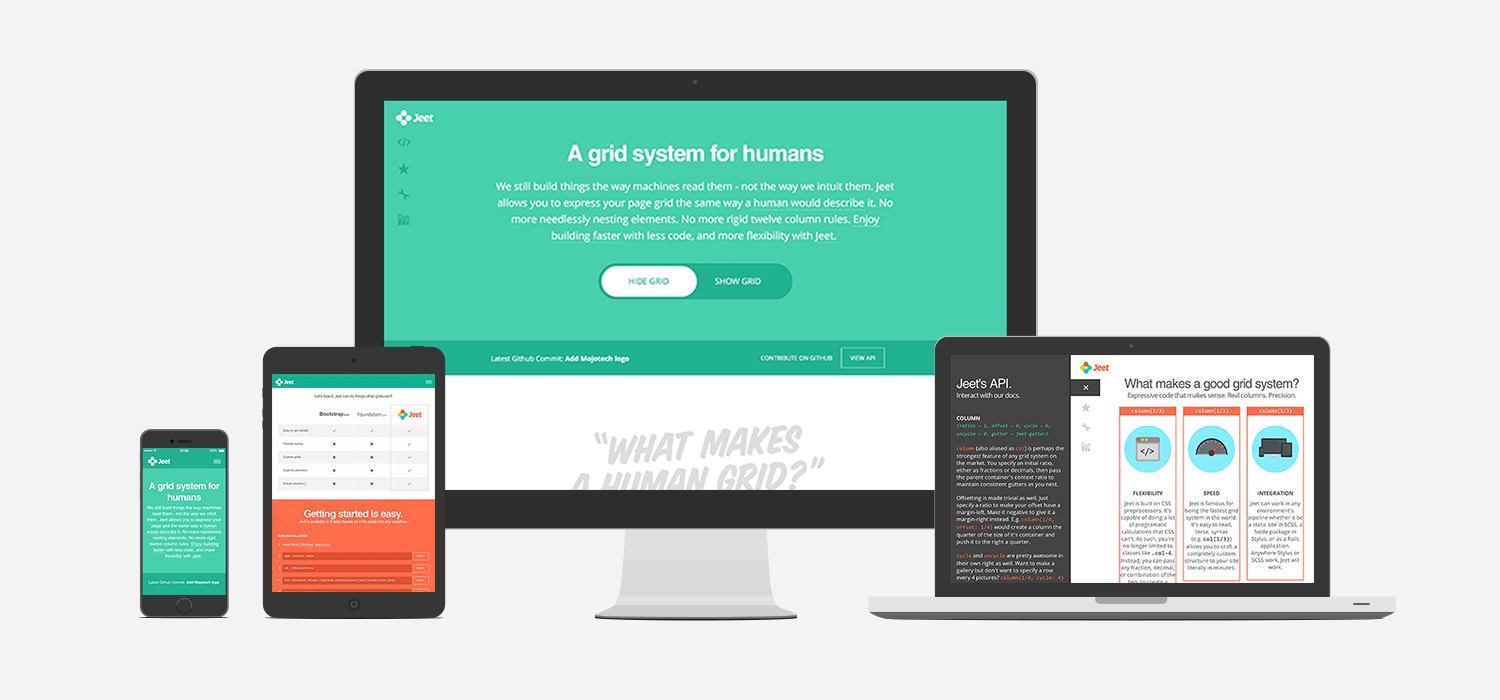 Jeet
A grid system for humans
We still build things the way machines read them - not the way we intuit them. Jeet
allows you to express your page grid the same way a human would describe it. No
more needlessly nesting elements. No more rigid twelve column rules. Enjoy
building faster with less code, and more flexibility with Jeet.
HIDE GRID
SHOW GRID
Latest Github Commit: Add Mojotech logo
CONTRIBUTE ON GITHUB
VIEW API
“WHAT MAKES
A HUMAN GRID?”
Jeet
A grid system for
humans
We still build things the way machines
read them - not the way we intuit
them. Jeet allows you to express your
page grid the same way a human
would describe it. No more needlessly
nesting elements. No more rigid
twelve column rules. Enjoy building
faster with less code, and more
flexibility with Jeet.
Latest Github Commit: Add Mojotech logo
Jeet
Let's face it, Jeet can do things other grids can't
Bootstrap
Foundation
Jeet
Easy to get started
Flexible syntax
Custom grids
Superior precision
Actual columns
Getting started is easy.
Jeet is available in 2 tasty flavors so it fits easily into any workflow.
SCSS INSTALLATION
Jeet's API.
Interact with our docs.
COLUMN
(ratios = 1, offset = 0, cycle = 0,
uncycle = 0, gutter = jeet-gutter)
column (also aliased as col) is perhaps the
strongest feature of any grid system on
the market. You specify an initial ratio,
either as fractions or decimals, then pass
the parent container's context ratio to
maintain consistent gutters as you nest.
Offsetting is made trivial as well. Just
specify a ratio to make your offset have a
margin-left. Make it negative to give it a
margin-right instead. E.g. column(1/4,
offset: 1/4) would create a column the
quarter of the size of it's container and
push it to the right a quarter.
cycle and uncycle are pretty awesome in
their own right as well. Want to make a
gallery but don't want to specify a row
every 4 pictures? column(1/4, cycle: 4)
Jeet
What makes a good grid system?
Expressive code that makes sense. Real columns. Precision.
column(1/3)
FLEXIBILITY
Jeet is built on CSS
preprocessors. It's
capable of doing a lot
of programatic
calculations that CSS
can't. As such, you're
no longer limited to
classes like .col-6.
Instead, you can pass
any fraction, decimal,
or combination of the
two, to create a
column(1/3)
SPEED
Jeet is famous for
being the fastest grid
system in the world.
It's easy to read,
terse, syntax
(e.g. col(1/3))
allows you to craft a
completely custom
structure to your site
literally in minutes.
column(1/3)
INTEGRATION
Jeet can work in any
environment's
pipeline whether it be
a static site in SCSS, a
Node package in
Stylus, or as a Rails
application.
Anywhere Stylus or
SCSS work, Jeet will
work.